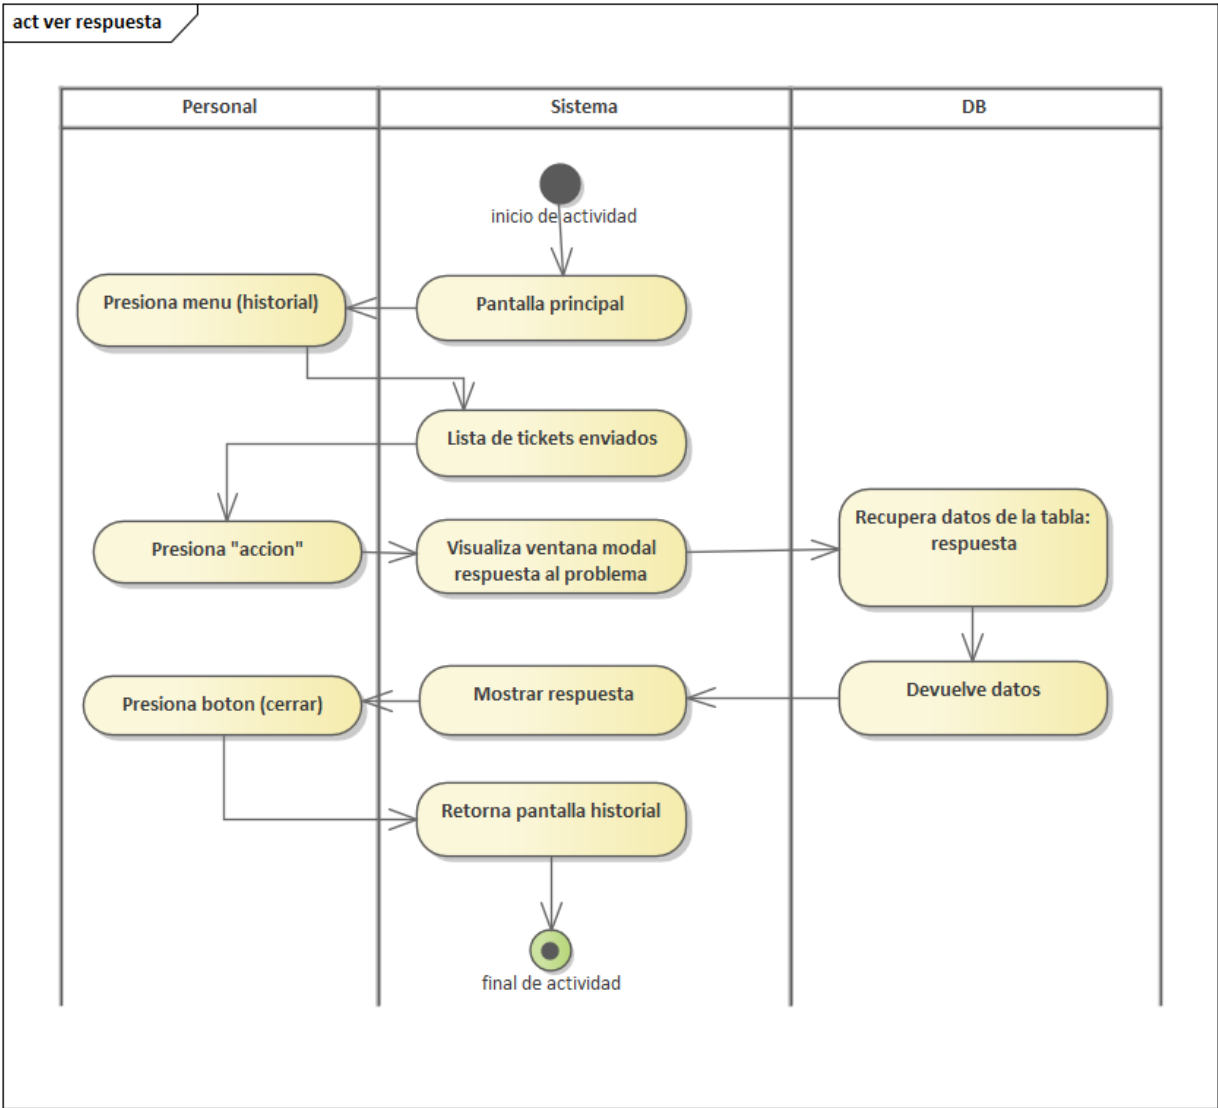 act ver respuesta
Personal
Sistema
DB
inicio de actividad
Presiona menu (historial)
Pantalla principal
Lista de tickets enviados
Presiona "accion"
Visualiza ventana modal
respuesta al problema
Recupera datos de la tabla:
respuesta
Presiona boton (cerrar)
Mostrar respuesta
Devuelve datos
Retorna pantalla historial
final de actividad